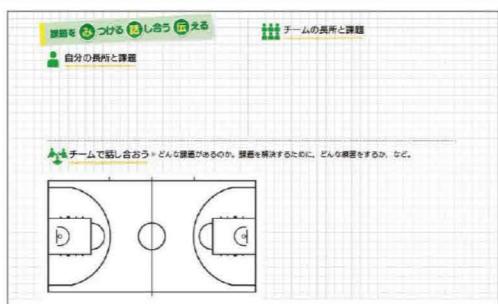 課題を みつける 話し合う 伝える
自分の長所と課題
チームの長所と課題
チームで話し合おう ▶ どんな課題があるのか。課題を解決するために、どんな練習をするか、など。